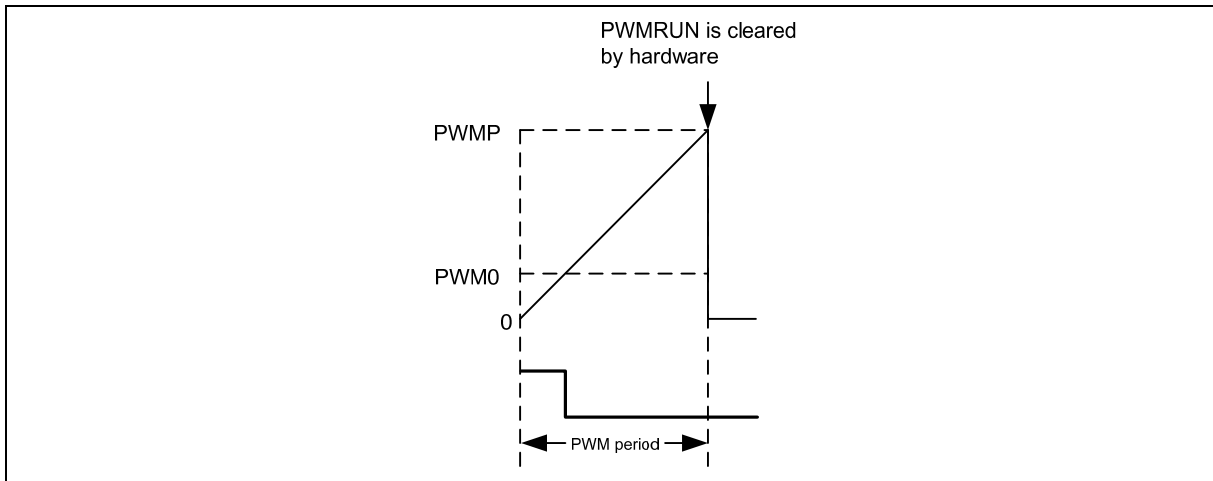 PWMRUN is cleared
by hardware
PWMP
PWM0
0
PWM period